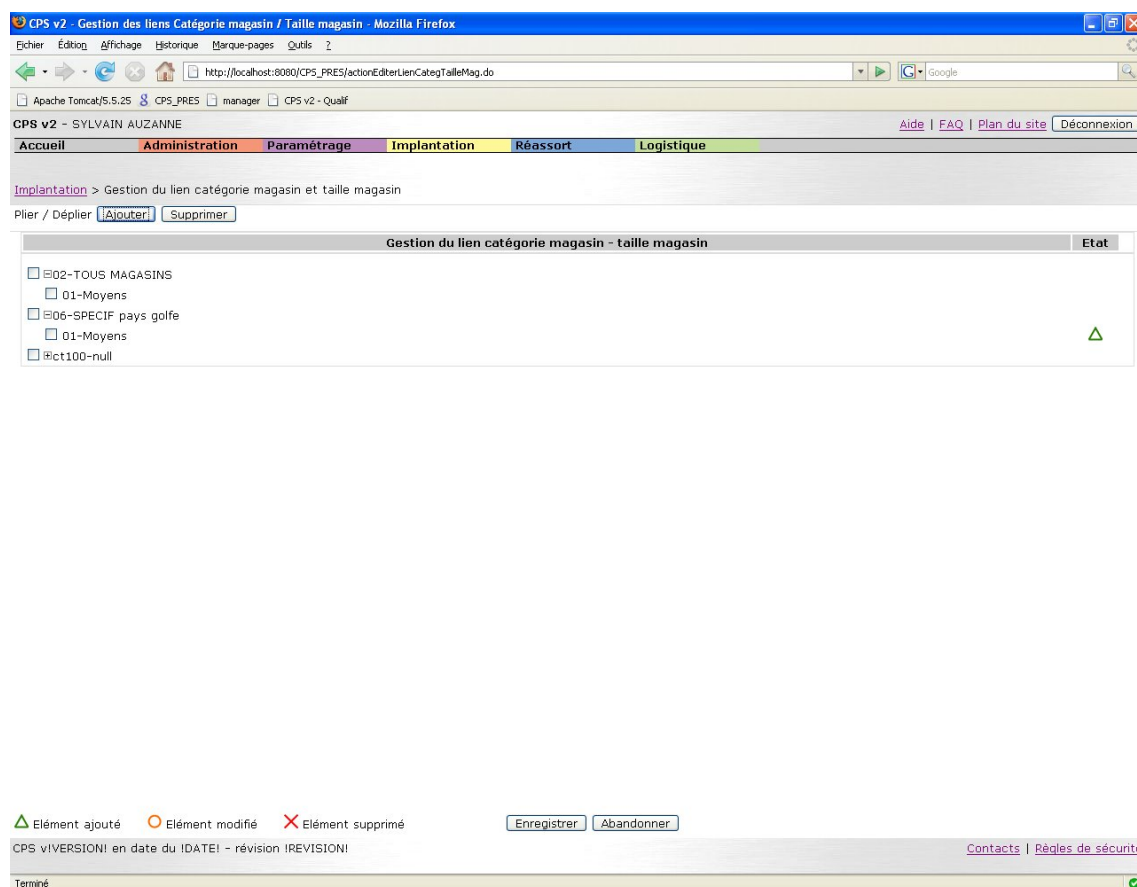 CPS v2 - Gestion des liens Catégorie magasin / Taille magasin - Mozilla Firefox
Fichier Édition Affichage Historique Marque-pages Outils ?
http://localhost:8080/CPS_PRES/actionEditerLienCategTailleMag.do
G Google
Apache Tomcat/5.5.25 CPS_PRES manager CPS v2 - Qualif
CPS v2 - SYLVAIN AUZANNE Aide | FAQ | Plan du site Déconnexion
Accueil Administration Paramétrage Implantation Réassort Logistique
Implantation > Gestion du lien catégorie magasin et taille magasin
Plier / Déplier Ajouter Supprimer
Gestion du lien catégorie magasin - taille magasin Etat
02-TOUS MAGASINS
01-Moyens
06-SPECIF pays golfe
01-Moyens
ct100-null
Elément ajouté Elément modifié Elément supprimé Enregistrer Abandonner
CPS v!VERSION! en date du !DATE! - révision !REVISION! Contacts | Règles de sécurité
Terminé